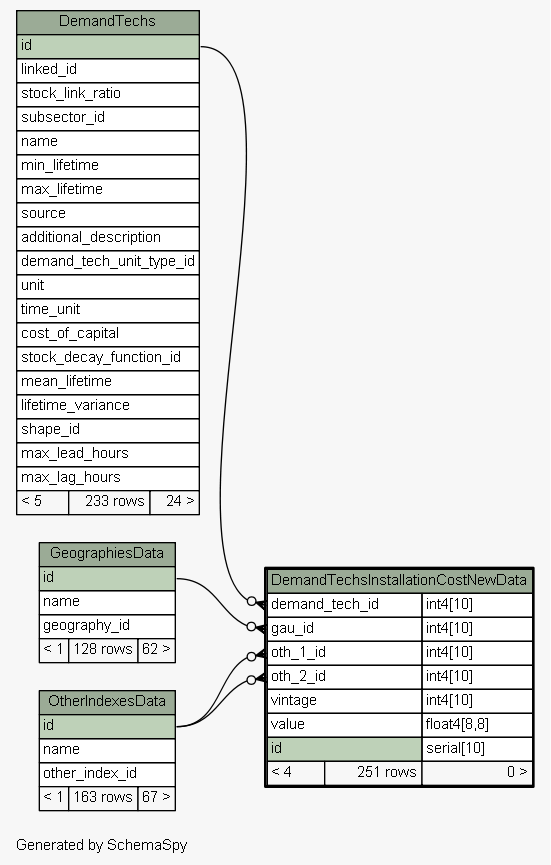 DemandTechs
id
linked_id
stock_link_ratio
subsector_id
name
min_lifetime
max_lifetime
source
additional_description
demand_tech_unit_type_id
unit
time_unit
cost_of_capital
stock_decay_function_id
mean_lifetime
lifetime_variance
shape_id
max_lead_hours
max_lag_hours
< 5 233 rows 24 >
GeographiesData
id
name
geography_id
< 1 128 rows 62 >
OtherIndexesData
id
name
other_index_id
< 1 163 rows 67 >
DemandTechsInstallationCostNewData
demand_tech_id int4[10]
gau_id int4[10]
oth_1_id int4[10]
oth_2_id int4[10]
vintage int4[10]
value float4[8,8]
id serial[10]
< 4 251 rows 0 >
Generated by SchemaSpy